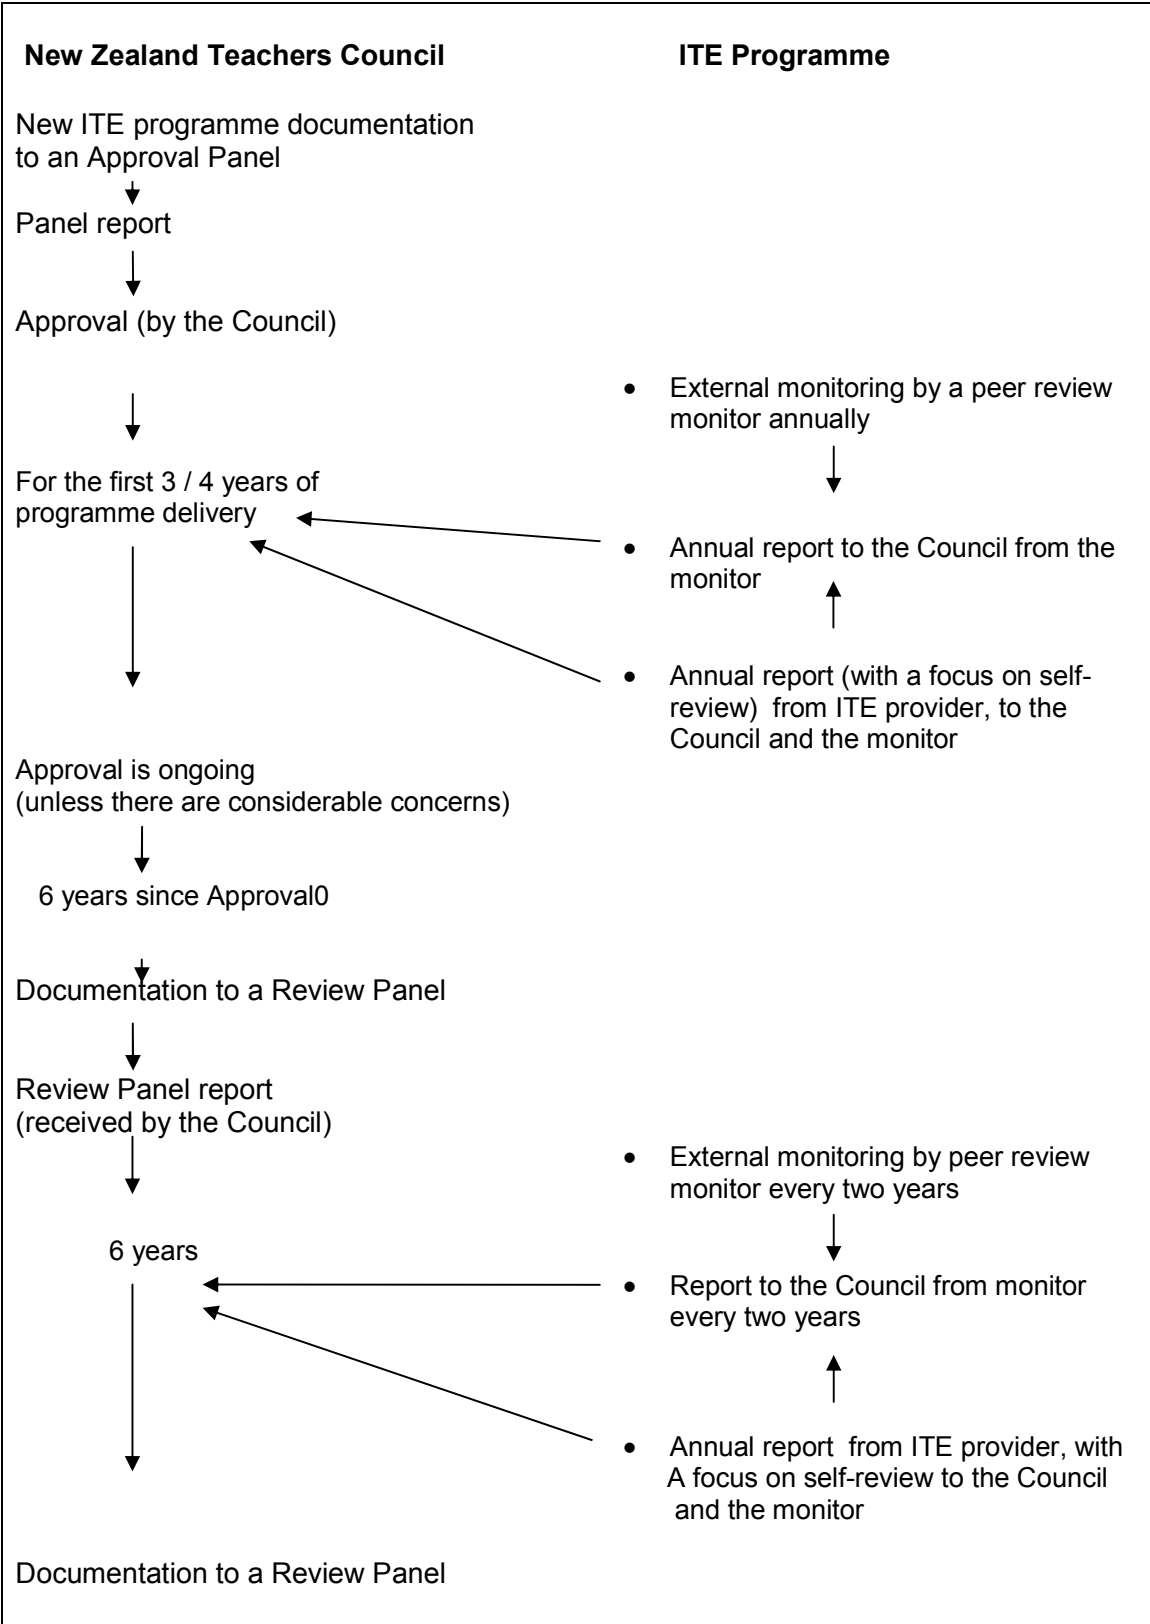 New Zealand Teachers Council
ITE Programme
New ITE programme documentation
to an Approval Panel
Panel report
Approval (by the Council)
• External monitoring by a peer review
monitor annually
For the first 3 / 4 years of
programme delivery
• Annual report to the Council from the
monitor
• Annual report (with a focus on self-
review) from ITE provider, to the
Council and the monitor
Approval is ongoing
(unless there are considerable concerns)
6 years since Approval0
Documentation to a Review Panel
Review Panel report
(received by the Council)
• External monitoring by peer review
monitor every two years
6 years
• Report to the Council from monitor
every two years
• Annual report from ITE provider, with
A focus on self-review to the Council
and the monitor
Documentation to a Review Panel